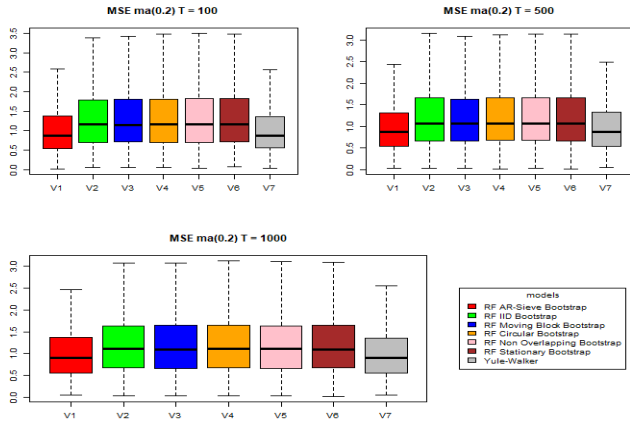 MSE ma(0.2) T = 100
3.5
3.0
2.5
2.0
1.5
1.0
0.5
0.0
V1 V2 V3 V4 V5 V6 V7
MSE ma(0.2) T = 500
3.0
2.5
2.0
1.5
1.0
0.5
0.0
V1 V2 V3 V4 V5 V6 V7
MSE ma(0.2) T = 1000
3.0
2.5
2.0
1.5
1.0
0.5
0.0
V1 V2 V3 V4 V5 V6 V7
models
RF AR-Sieve Bootstrap
RF IID Bootstrap
RF Moving Block Bootstrap
RF Circular Bootstrap
RF Non Overlapping Bootstrap
RF Stationary Bootstrap
Yule-Walker